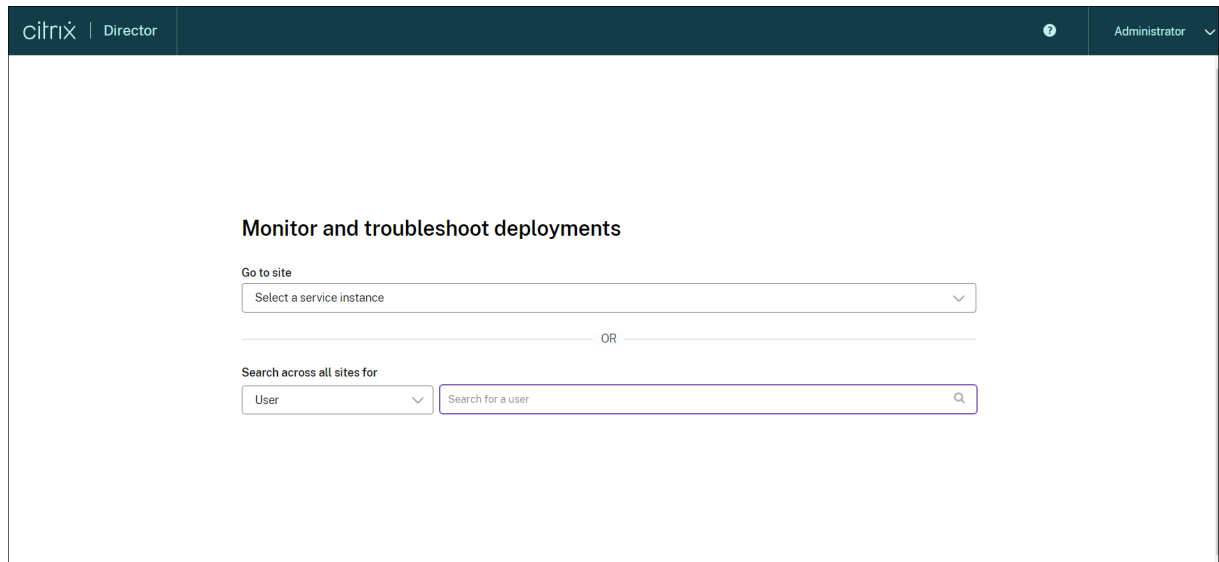 citrix | Director
?
Administrator
Monitor and troubleshoot deployments
Go to site
Select a service instance
OR
Search across all sites for
User
Search for a user